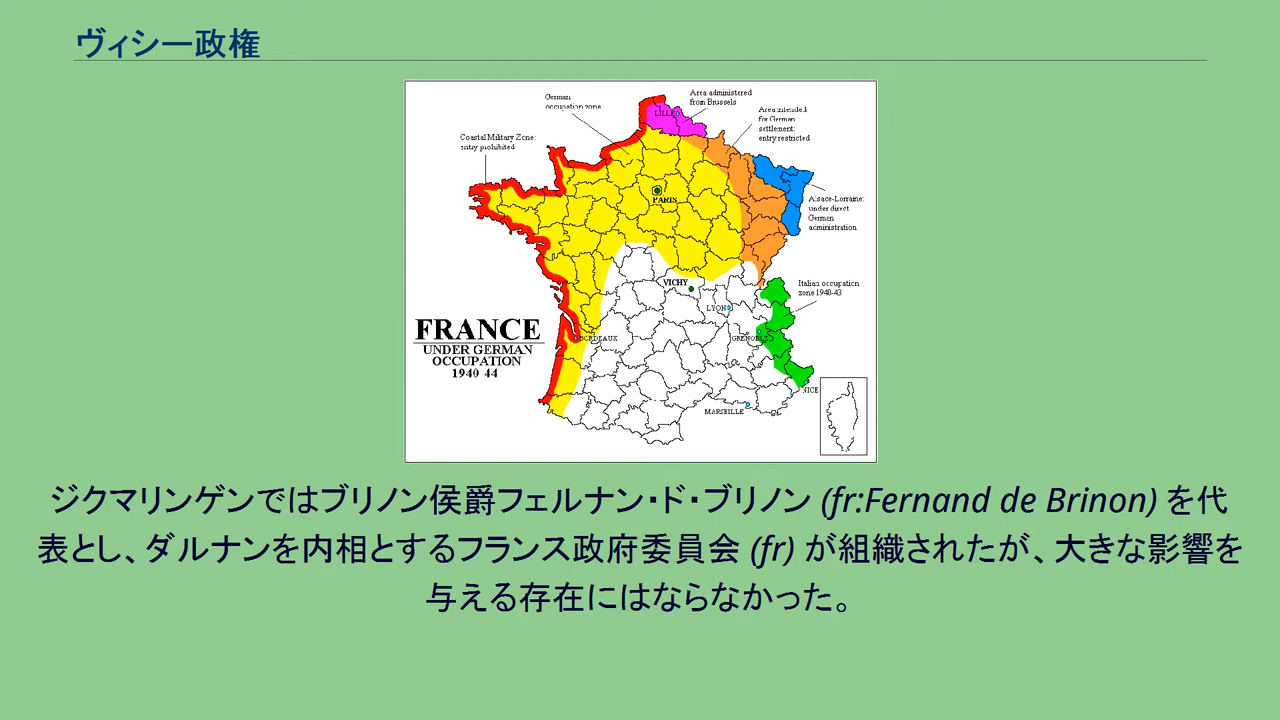 ヴィシー政権
German
occupation zone
Area administered
from Brussels
Area intended
for German
settlement:
entry restricted
Coastal Military Zone:
entry prohibited
LILLE
PARIS
Alsace-Lorraine:
under direct
German
administration
VICHY
Italian occupation
zone 1940-43
LYON
FRANCE
UNDER GERMAN
OCCUPATION
1940-44
BORDEAUX
GRENOBLE
NICE
MARSEILLE
ジクマリンゲンではブリノン侯爵フェルナン・ド・ブリノン (fr:Fernand de Brinon) を代
表とし、ダルナンを内相とするフランス政府委員会 (fr) が組織されたが、大きな影響を
与える存在にはならなかった。